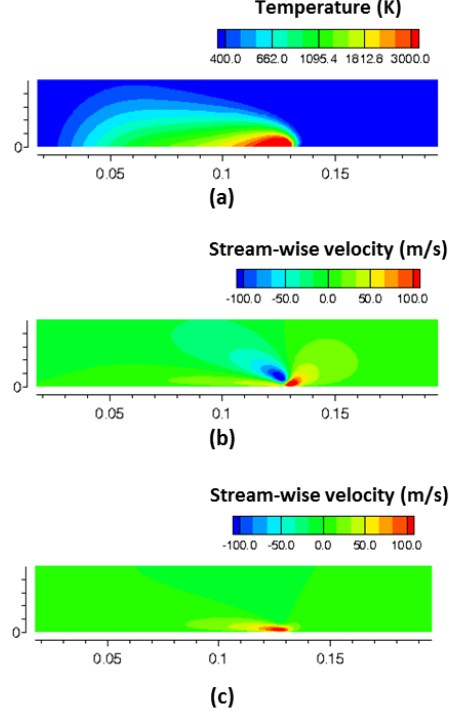 Temperature (K)
400.0 662.0 1095.4 1812.8 3000.0
0
0.05 0.1 0.15
(a)
Stream-wise velocity (m/s)
-100.0 -50.0 0.0 50.0 100.0
0
0.05 0.1 0.15
(b)
Stream-wise velocity (m/s)
-100.0 -50.0 0.0 50.0 100.0
0
0.05 0.1 0.15
(c)